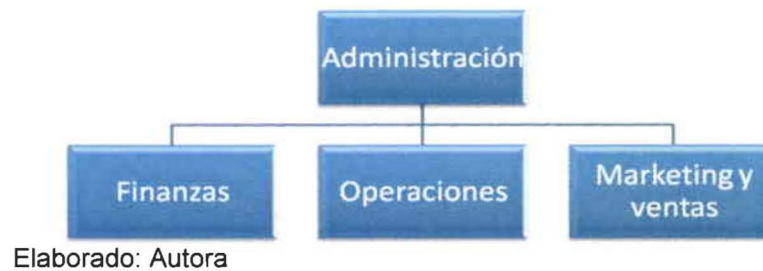 Administración
Finanzas
Operaciones
Marketing y
ventas
Elaborado: Autora